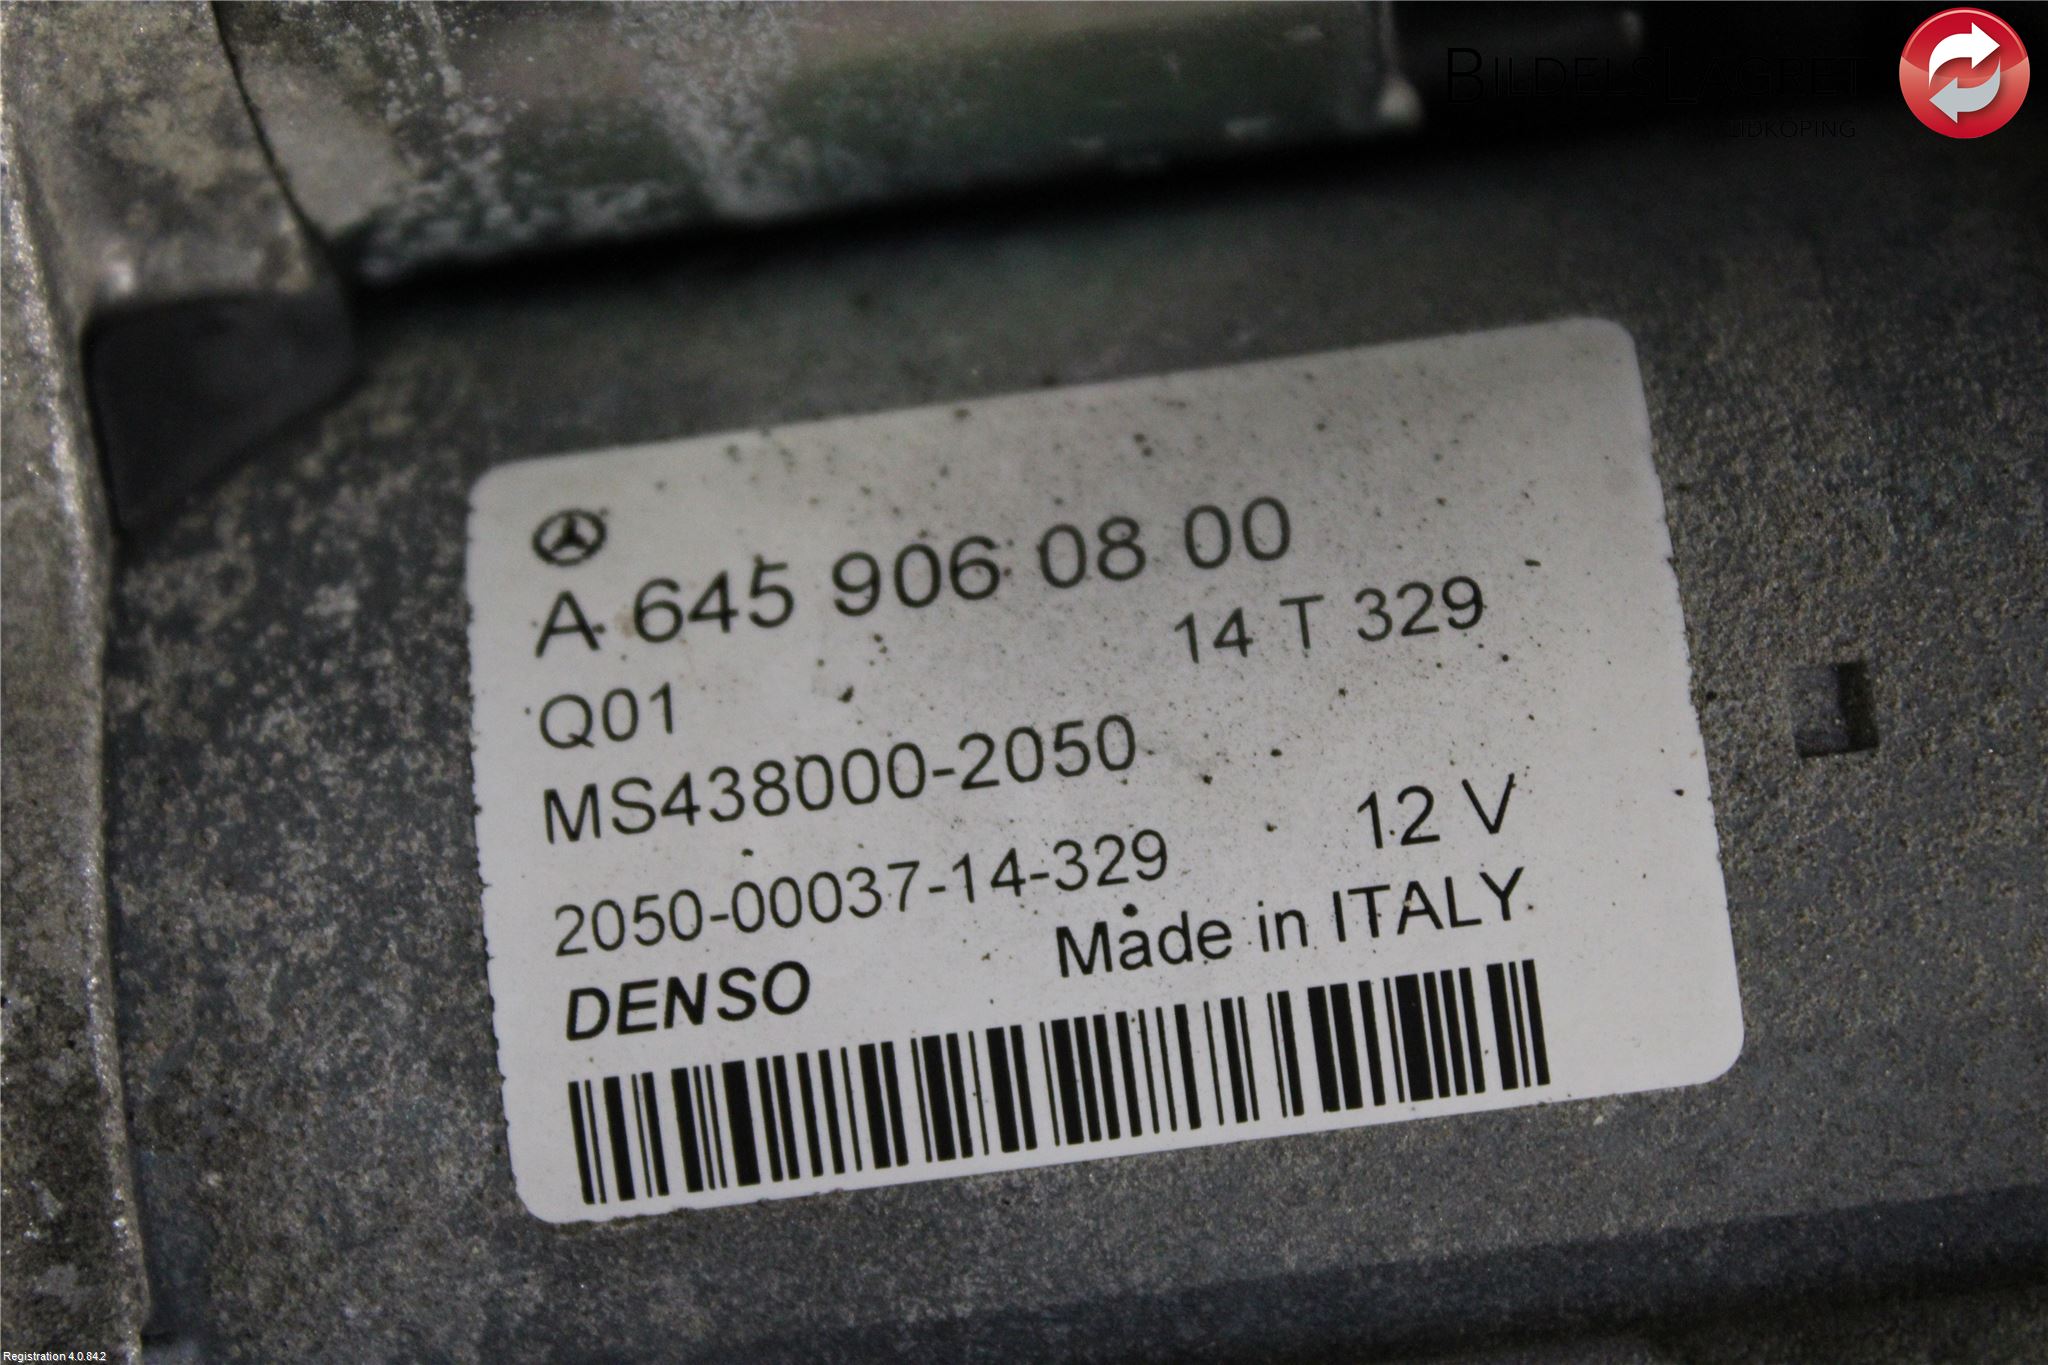 BILDELSLAGRET
LIDKÖPING
A 645 906 08 00
14 T 329
Q01
MS438000-2050
12 V
2050-00037-14-329
Made in ITALY
DENSO
Registration 4.0.84.2